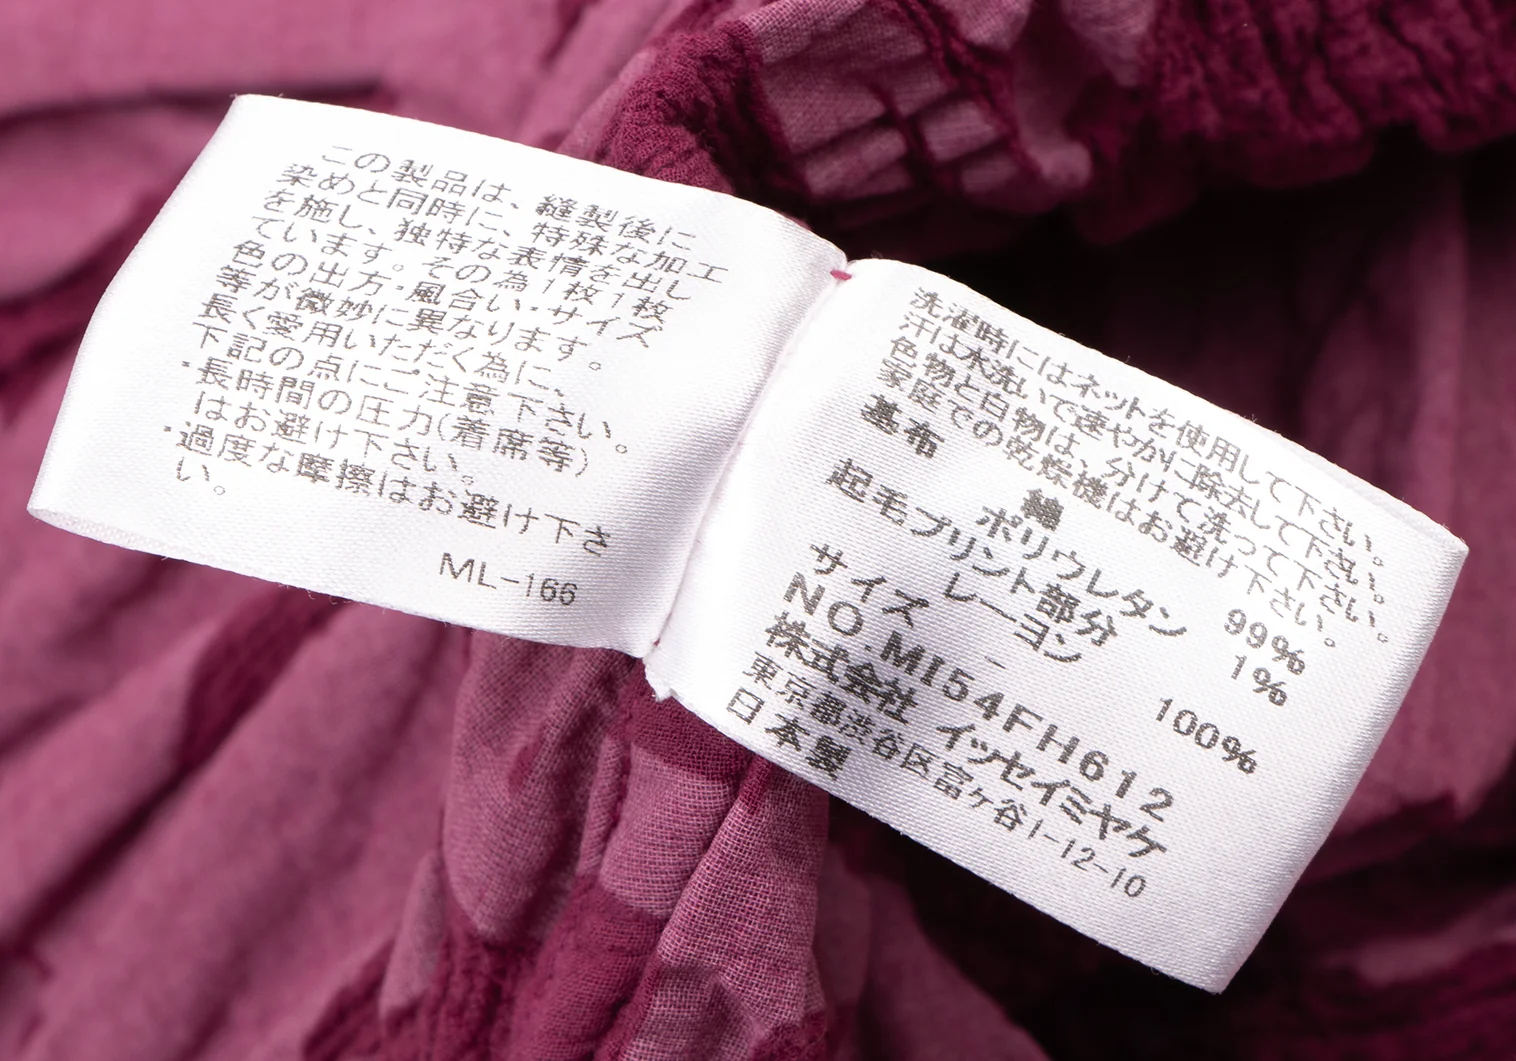 この製品は、縫製後に
染めと同時に、特殊な加工
を施し、独特な表情を出し
ています。その為1枚1枚
色の出方・風合い・サイズ
等が微妙に異なります。
長く愛用いただく為に、
下記の点にご注意下さい。
・長時間の圧力(着席等)
はお避け下さい。
・過度な摩擦はお避け下さ
い。
ML-166
洗濯時にはネットを使用して下さい。
汗は水洗いで速やかに除去して下さい。
色物と白物は、分けて洗って下さい。
家庭での乾燥機はお避け下さい。
基布
綿 99%
ポリウレタン 1%
起毛プリント部分
レーヨン 100%
サイズ -
NO.MI54FH612
株式会社 イッセイミヤケ
東京都渋谷区富ヶ谷1-12-10
日本製